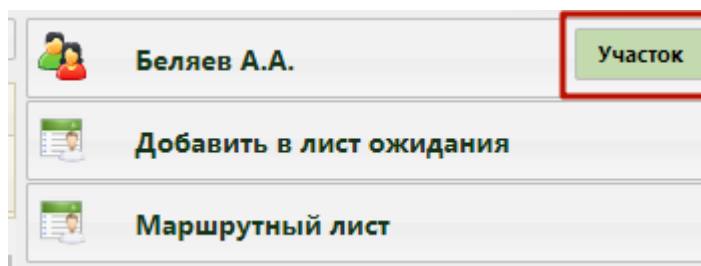 Беляев А.А.
Участок
Добавить в лист ожидания
Маршрутный лист